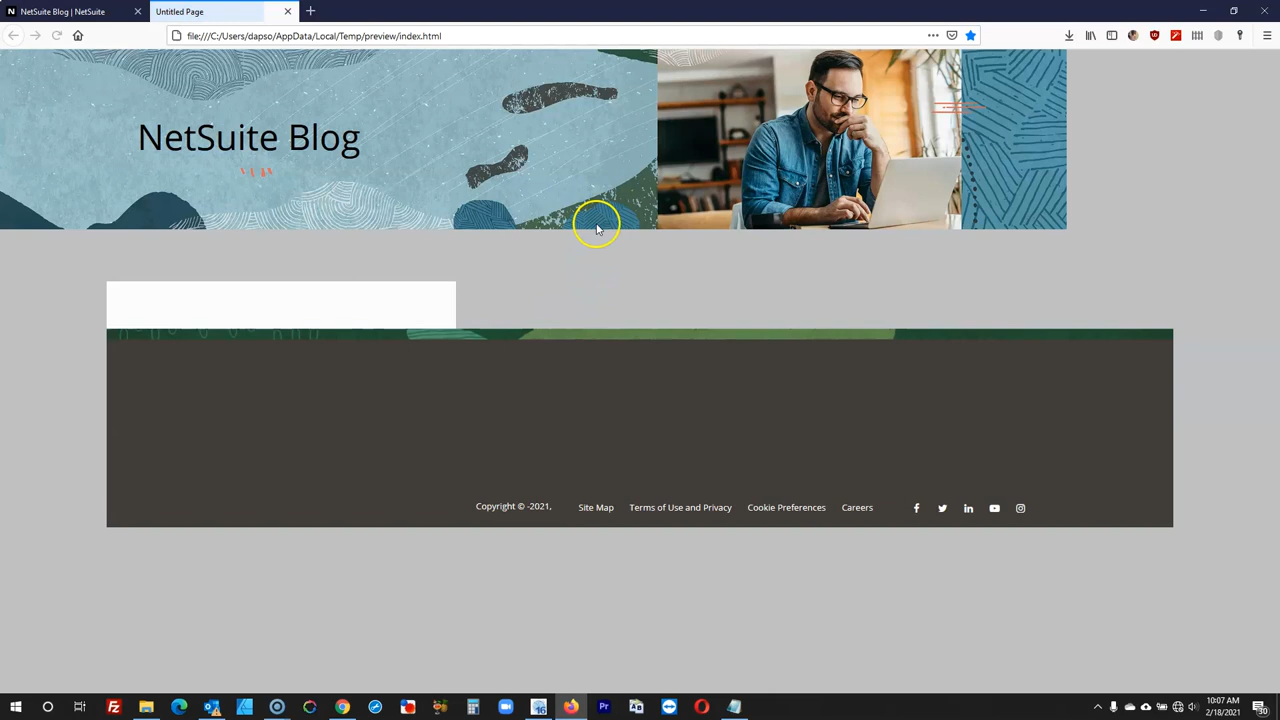 NetSuite Blog | NetSuite
Untitled Page
file:///C:/Users/dapso/AppData/Local/Temp/preview/index.html
NetSuite Blog
Copyright © -2021,
Site Map
Terms of Use and Privacy
Cookie Preferences
Careers
10:07 AM
2/18/2021